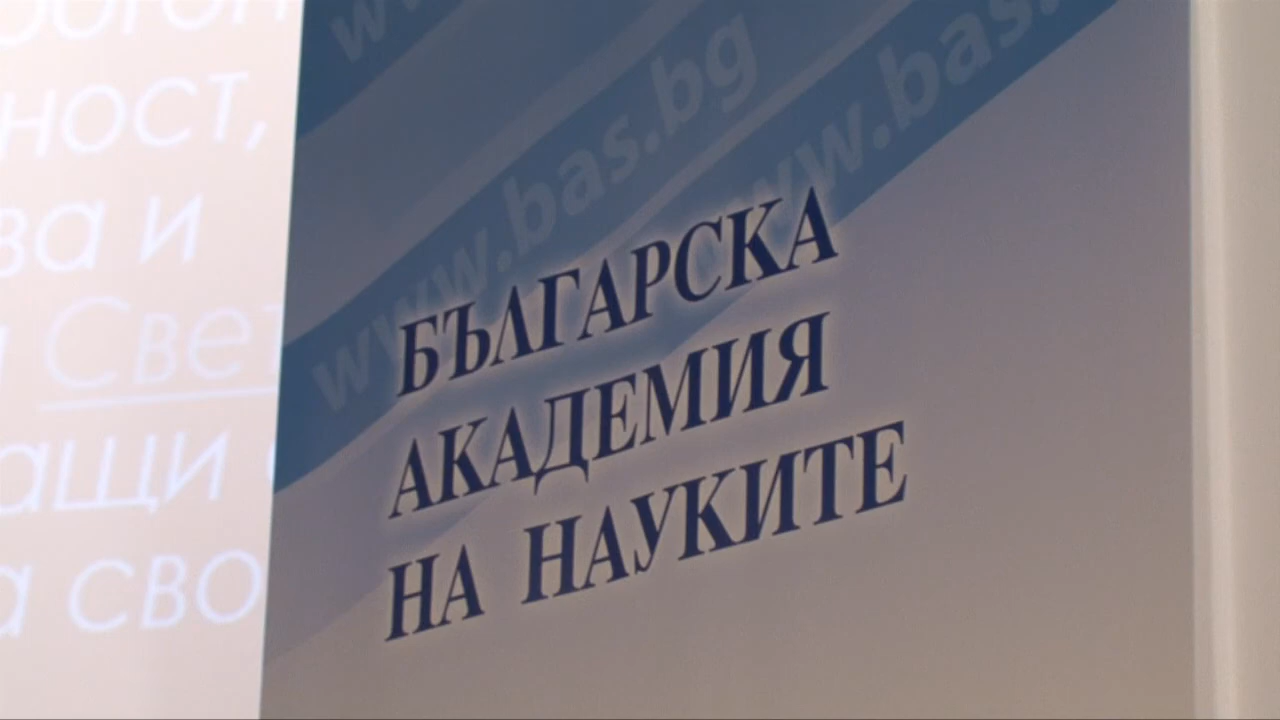 ност,
ва и
Свет
ащи
а сво
www.bas.bg
www.bas.
БЪЛГАРСКА
АКАДЕМИЯ
НА НАУКИТЕ